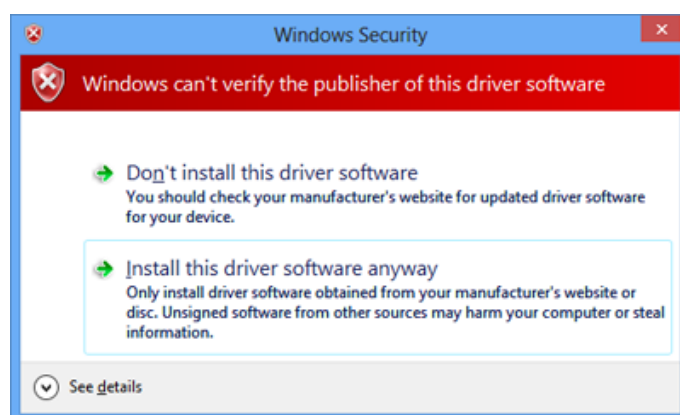 Windows Security
Windows can't verify the publisher of this driver software
Don't install this driver software
You should check your manufacturer's website for updated driver software
for your device.
Install this driver software anyway
Only install driver software obtained from your manufacturer's website or
disc. Unsigned software from other sources may harm your computer or steal
information.
See details